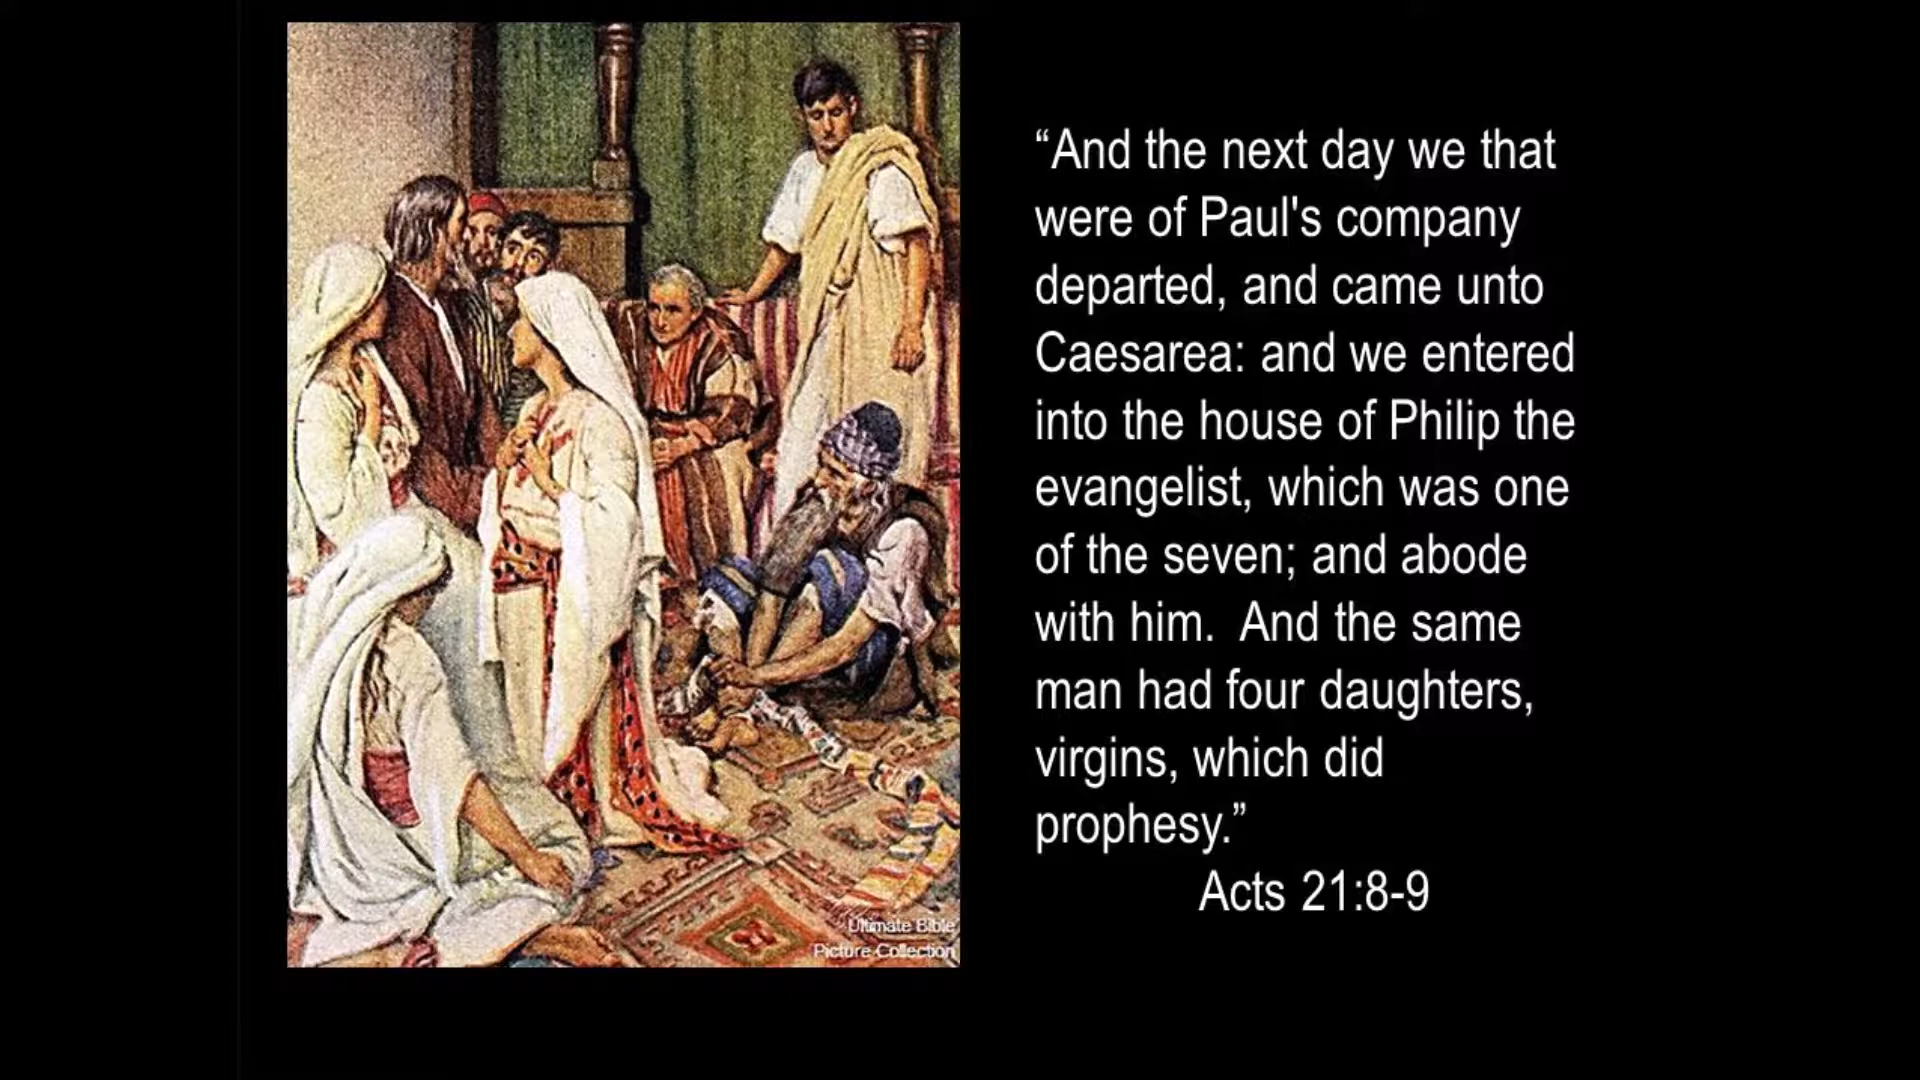 “And the next day we that
were of Paul's company
departed, and came unto
Caesarea: and we entered
into the house of Philip the
evangelist, which was one
of the seven; and abode
with him.  And the same
man had four daughters,
virgins, which did
prophesy.”
Acts 21:8-9
Ultimate Bible
Picture Collection